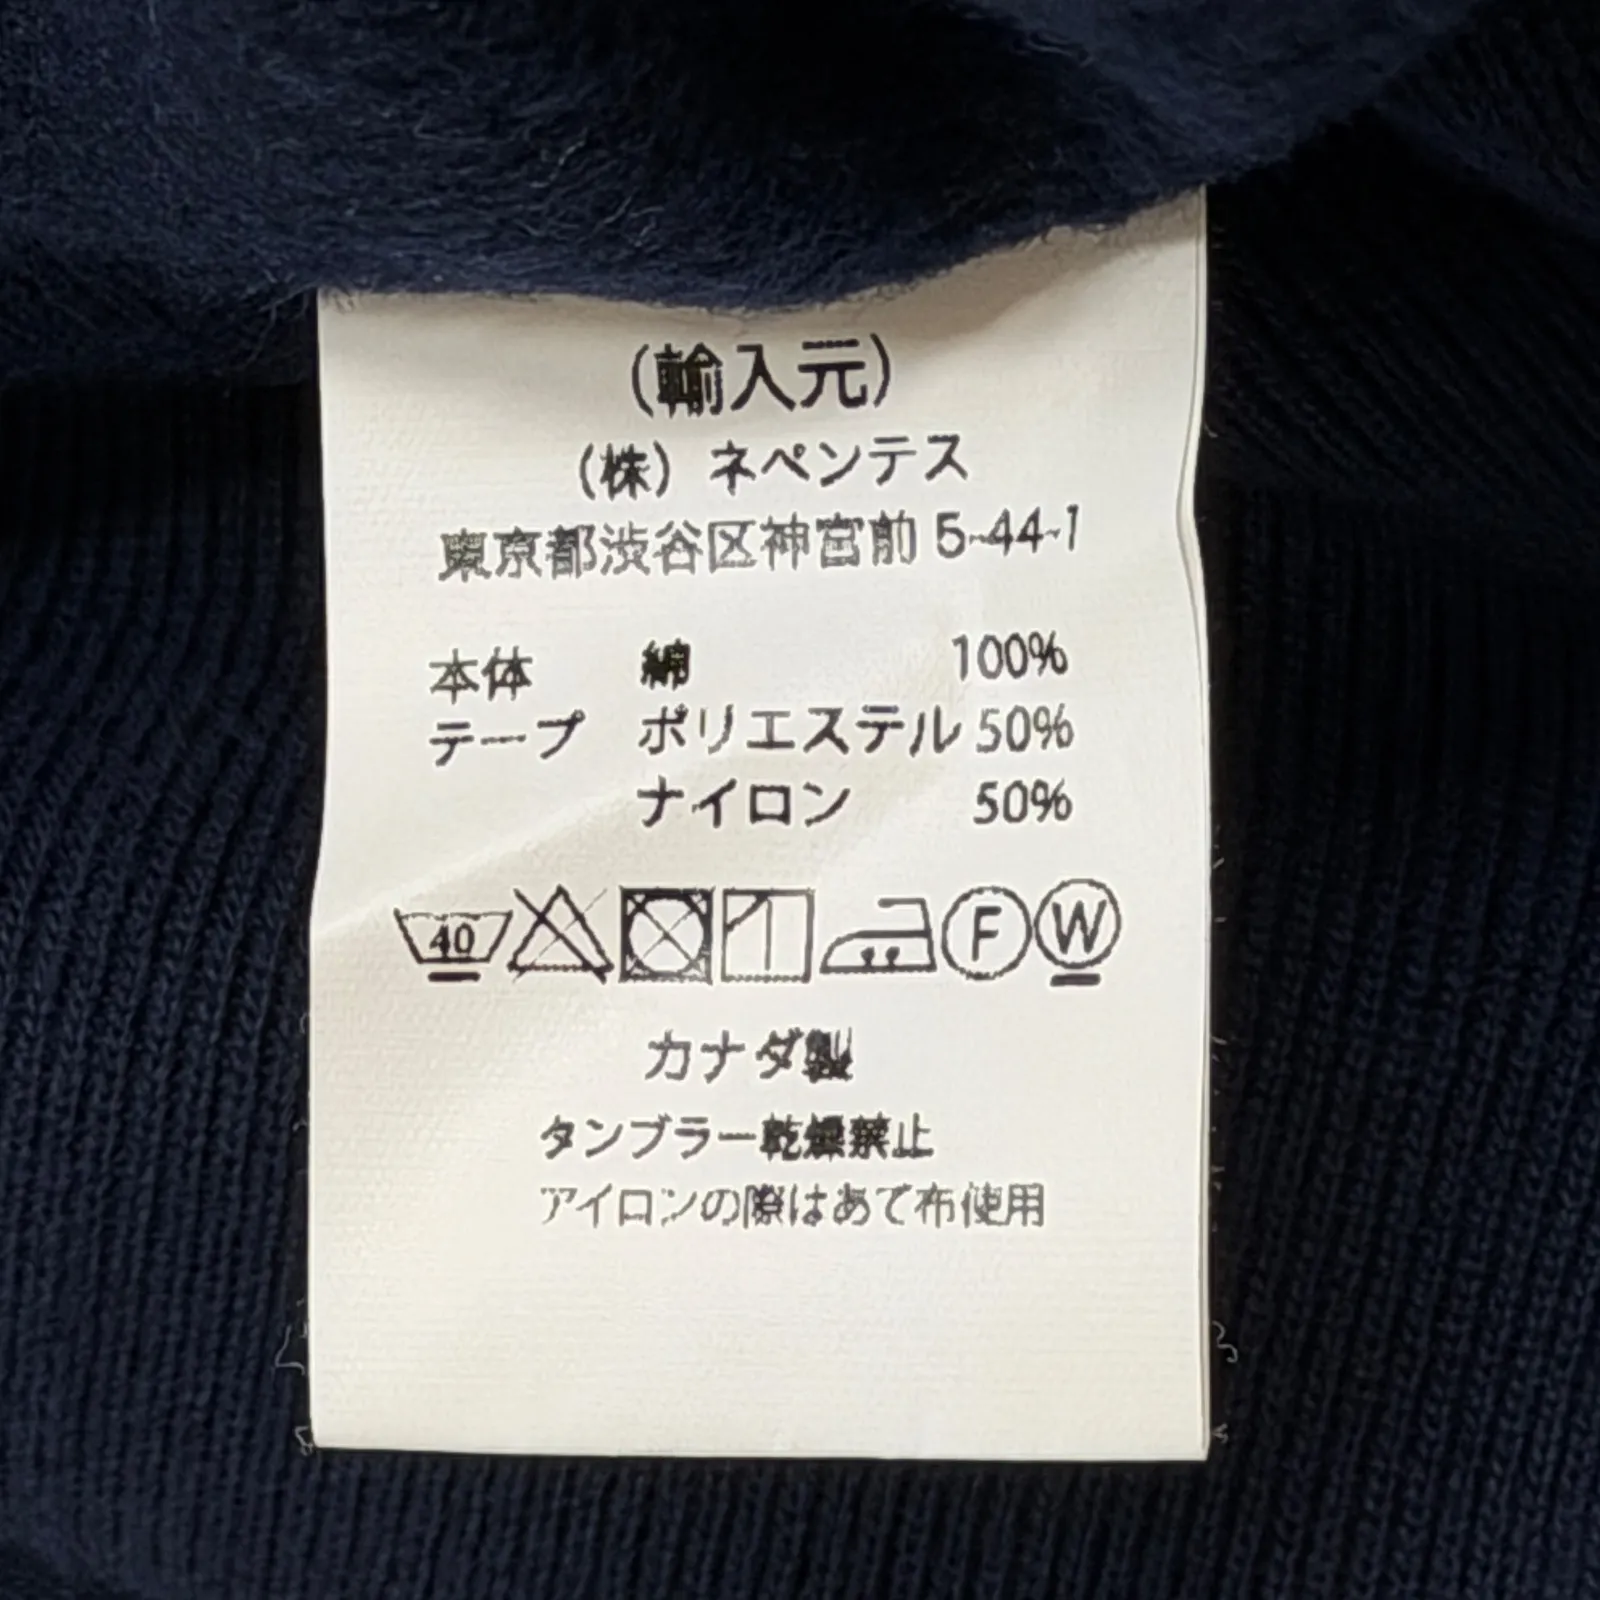 (輸入元)
(株) ネペンテス
東京都渋谷区神宮前 5-44-1
本体 綿 100%
テープ ポリエステル 50%
ナイロン 50%
40 F W
カナダ製
タンブラー乾燥禁止
アイロンの際はあて布使用